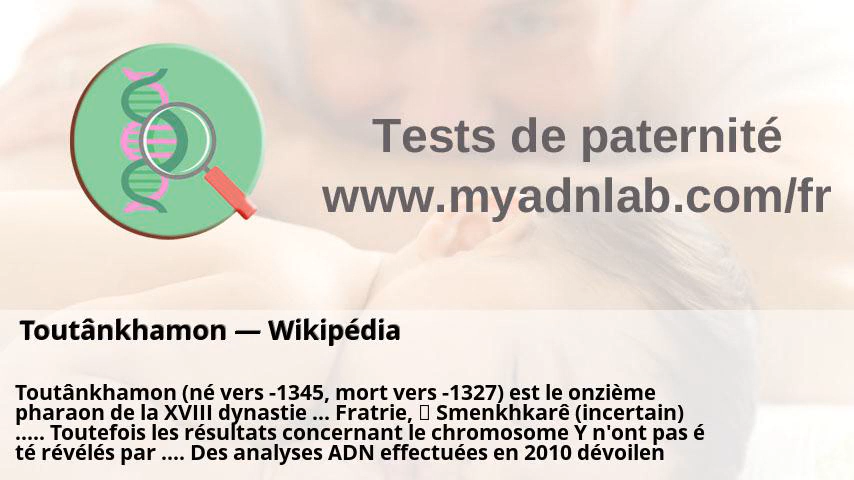 Tests de paternité
www.myadnlab.com/fr
Toutânkhamon — Wikipédia
Toutânkhamon (né vers -1345, mort vers -1327) est le onzième
pharaon de la XVIII dynastie ... Fratrie, ▯ Smenkhkarê (incertain)
..... Toutefois les résultats concernant le chromosome Y n'ont pas é
té révélés par .... Des analyses ADN effectuées en 2010 dévoilen